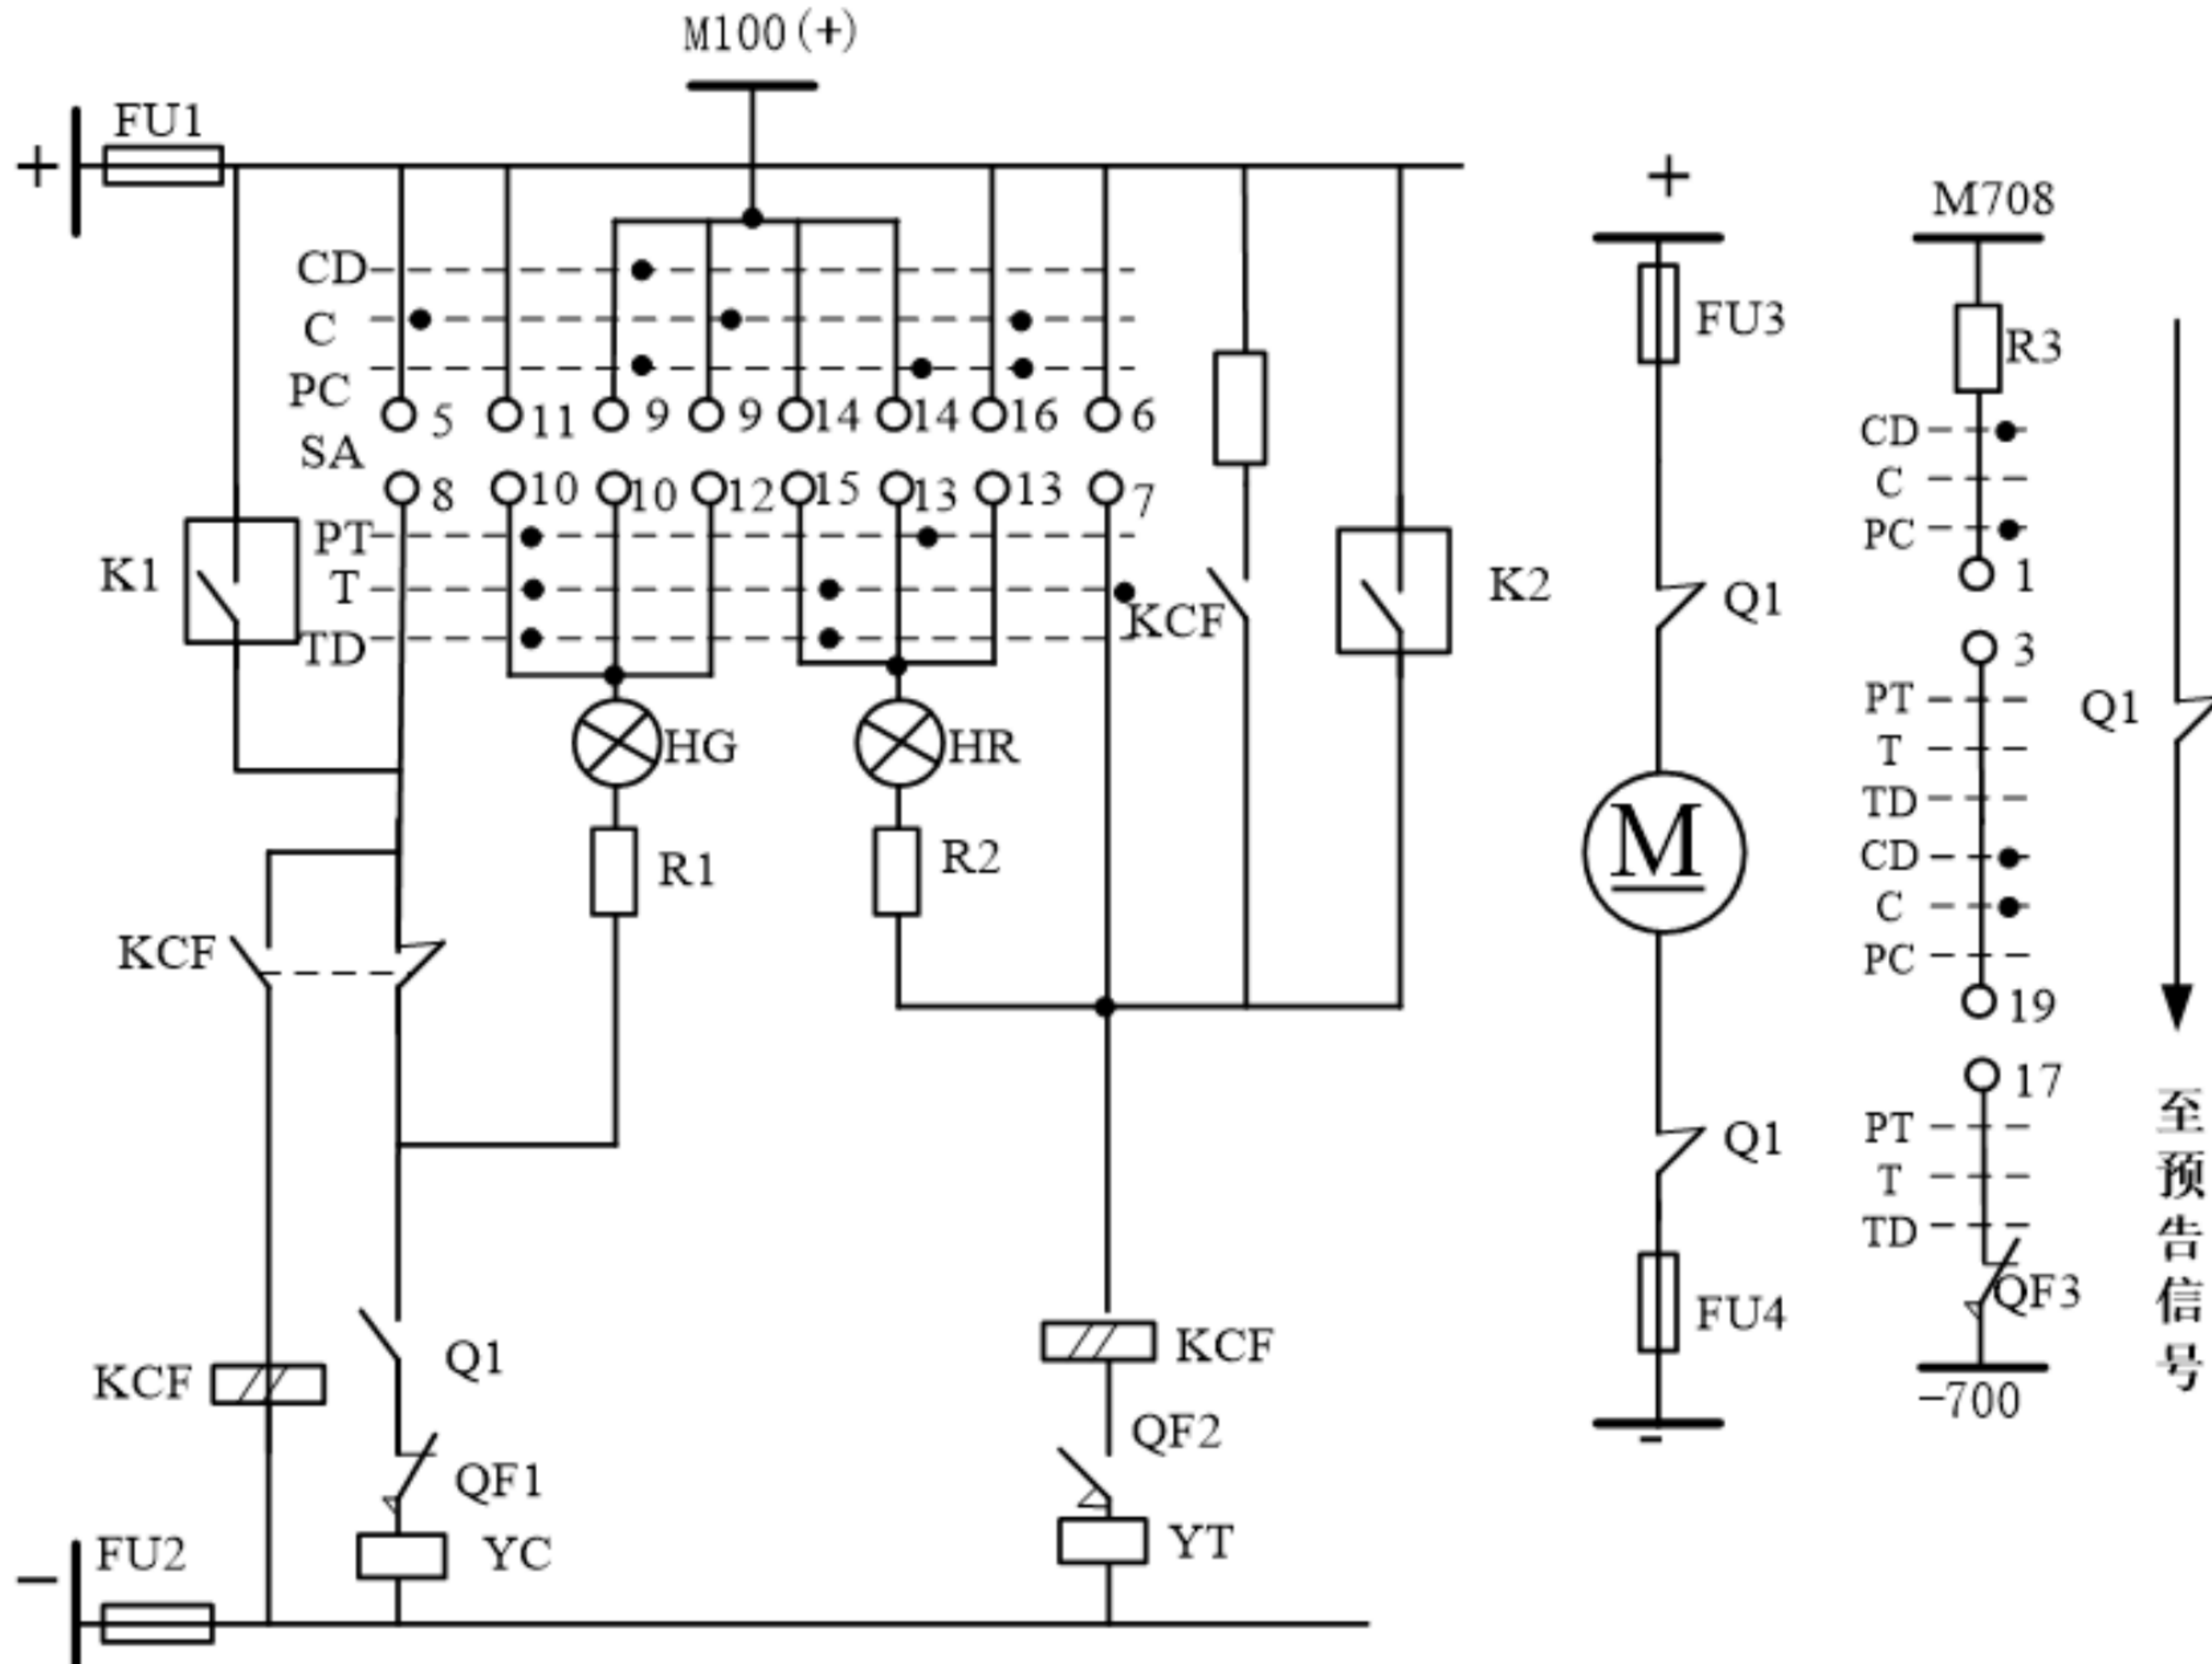 M100(+)
FU1
+
CD
C
PC
5
11
9
9
14
14
16
6
SA
8
10
10
12
15
13
13
7
PT
T
TD
K1
KCF
K2
HG
HR
R1
R2
KCF
KCF
Q1
QF1
YC
KCF
QF2
YT
FU2
−
+
FU3
Q1
M
Q1
FU4
-
M708
R3
CD
C
PC
1
3
PT
T
TD
CD
C
PC
19
17
PT
T
TD
QF3
-700
Q1
至预告信号